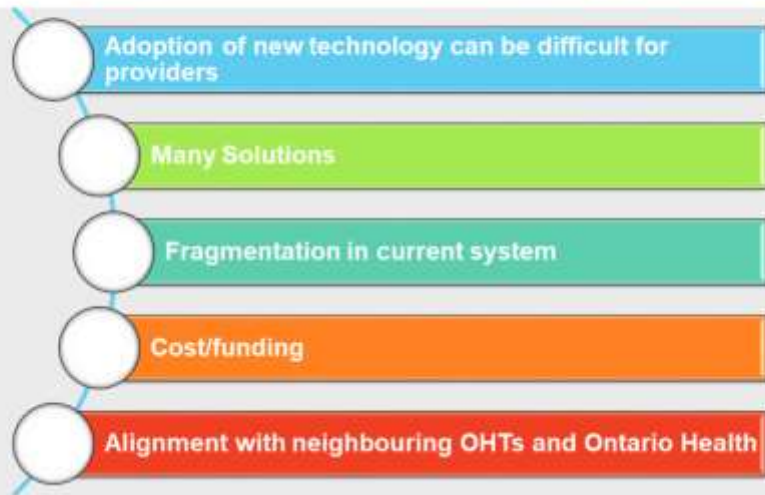 Adoption of new technology can be difficult for
providers
Many Solutions
Fragmentation in current system
Cost/funding
Alignment with neighbouring OHTs and Ontario Health